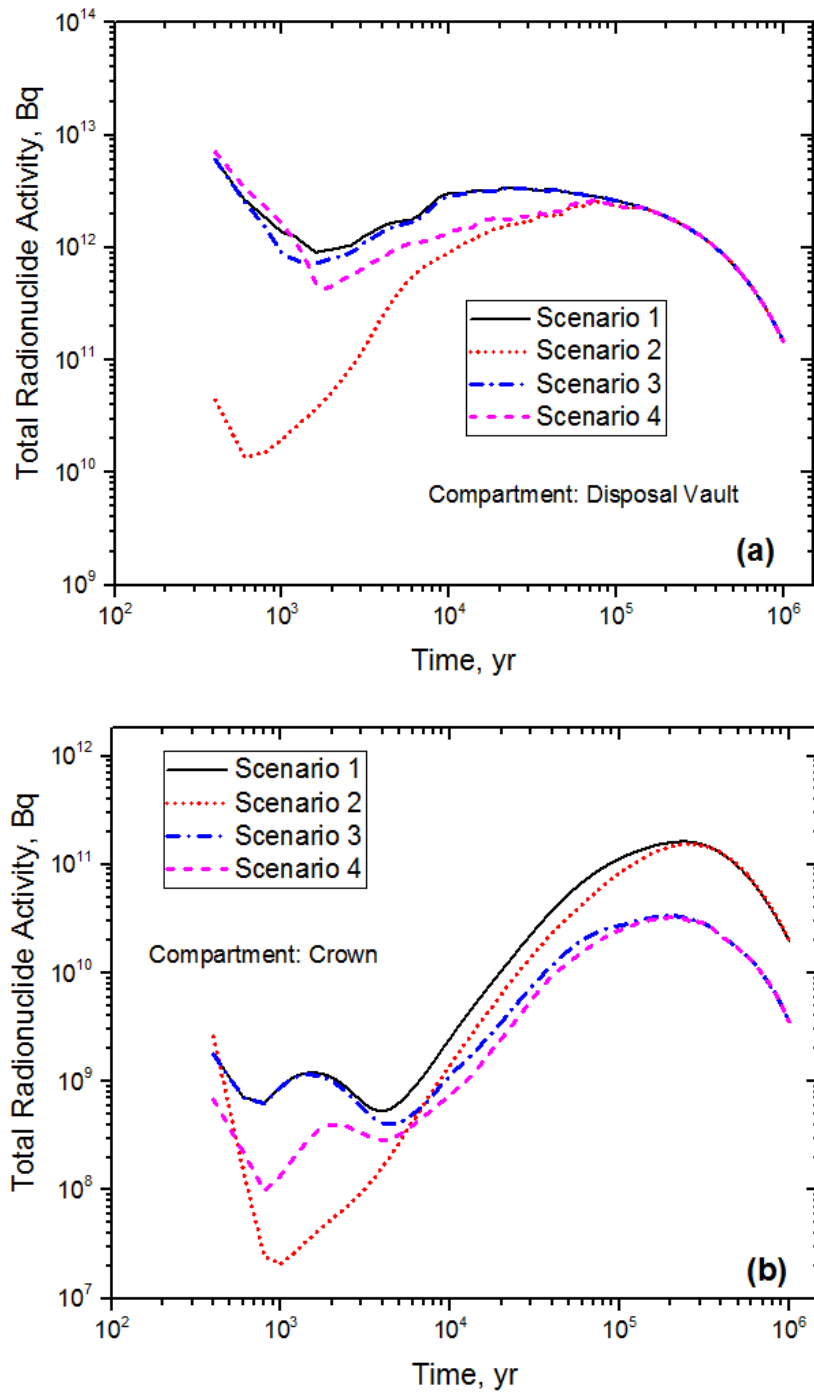 10^14
10^13
10^12
10^11
10^10
10^9
Total Radionuclide Activity, Bq
Scenario 1
Scenario 2
Scenario 3
Scenario 4
Compartment: Disposal Vault
(a)
10^2 10^3 10^4 10^5 10^6
Time, yr
10^12
10^11
10^10
10^9
10^8
10^7
Total Radionuclide Activity, Bq
Scenario 1
Scenario 2
Scenario 3
Scenario 4
Compartment: Crown
(b)
10^2 10^3 10^4 10^5 10^6
Time, yr